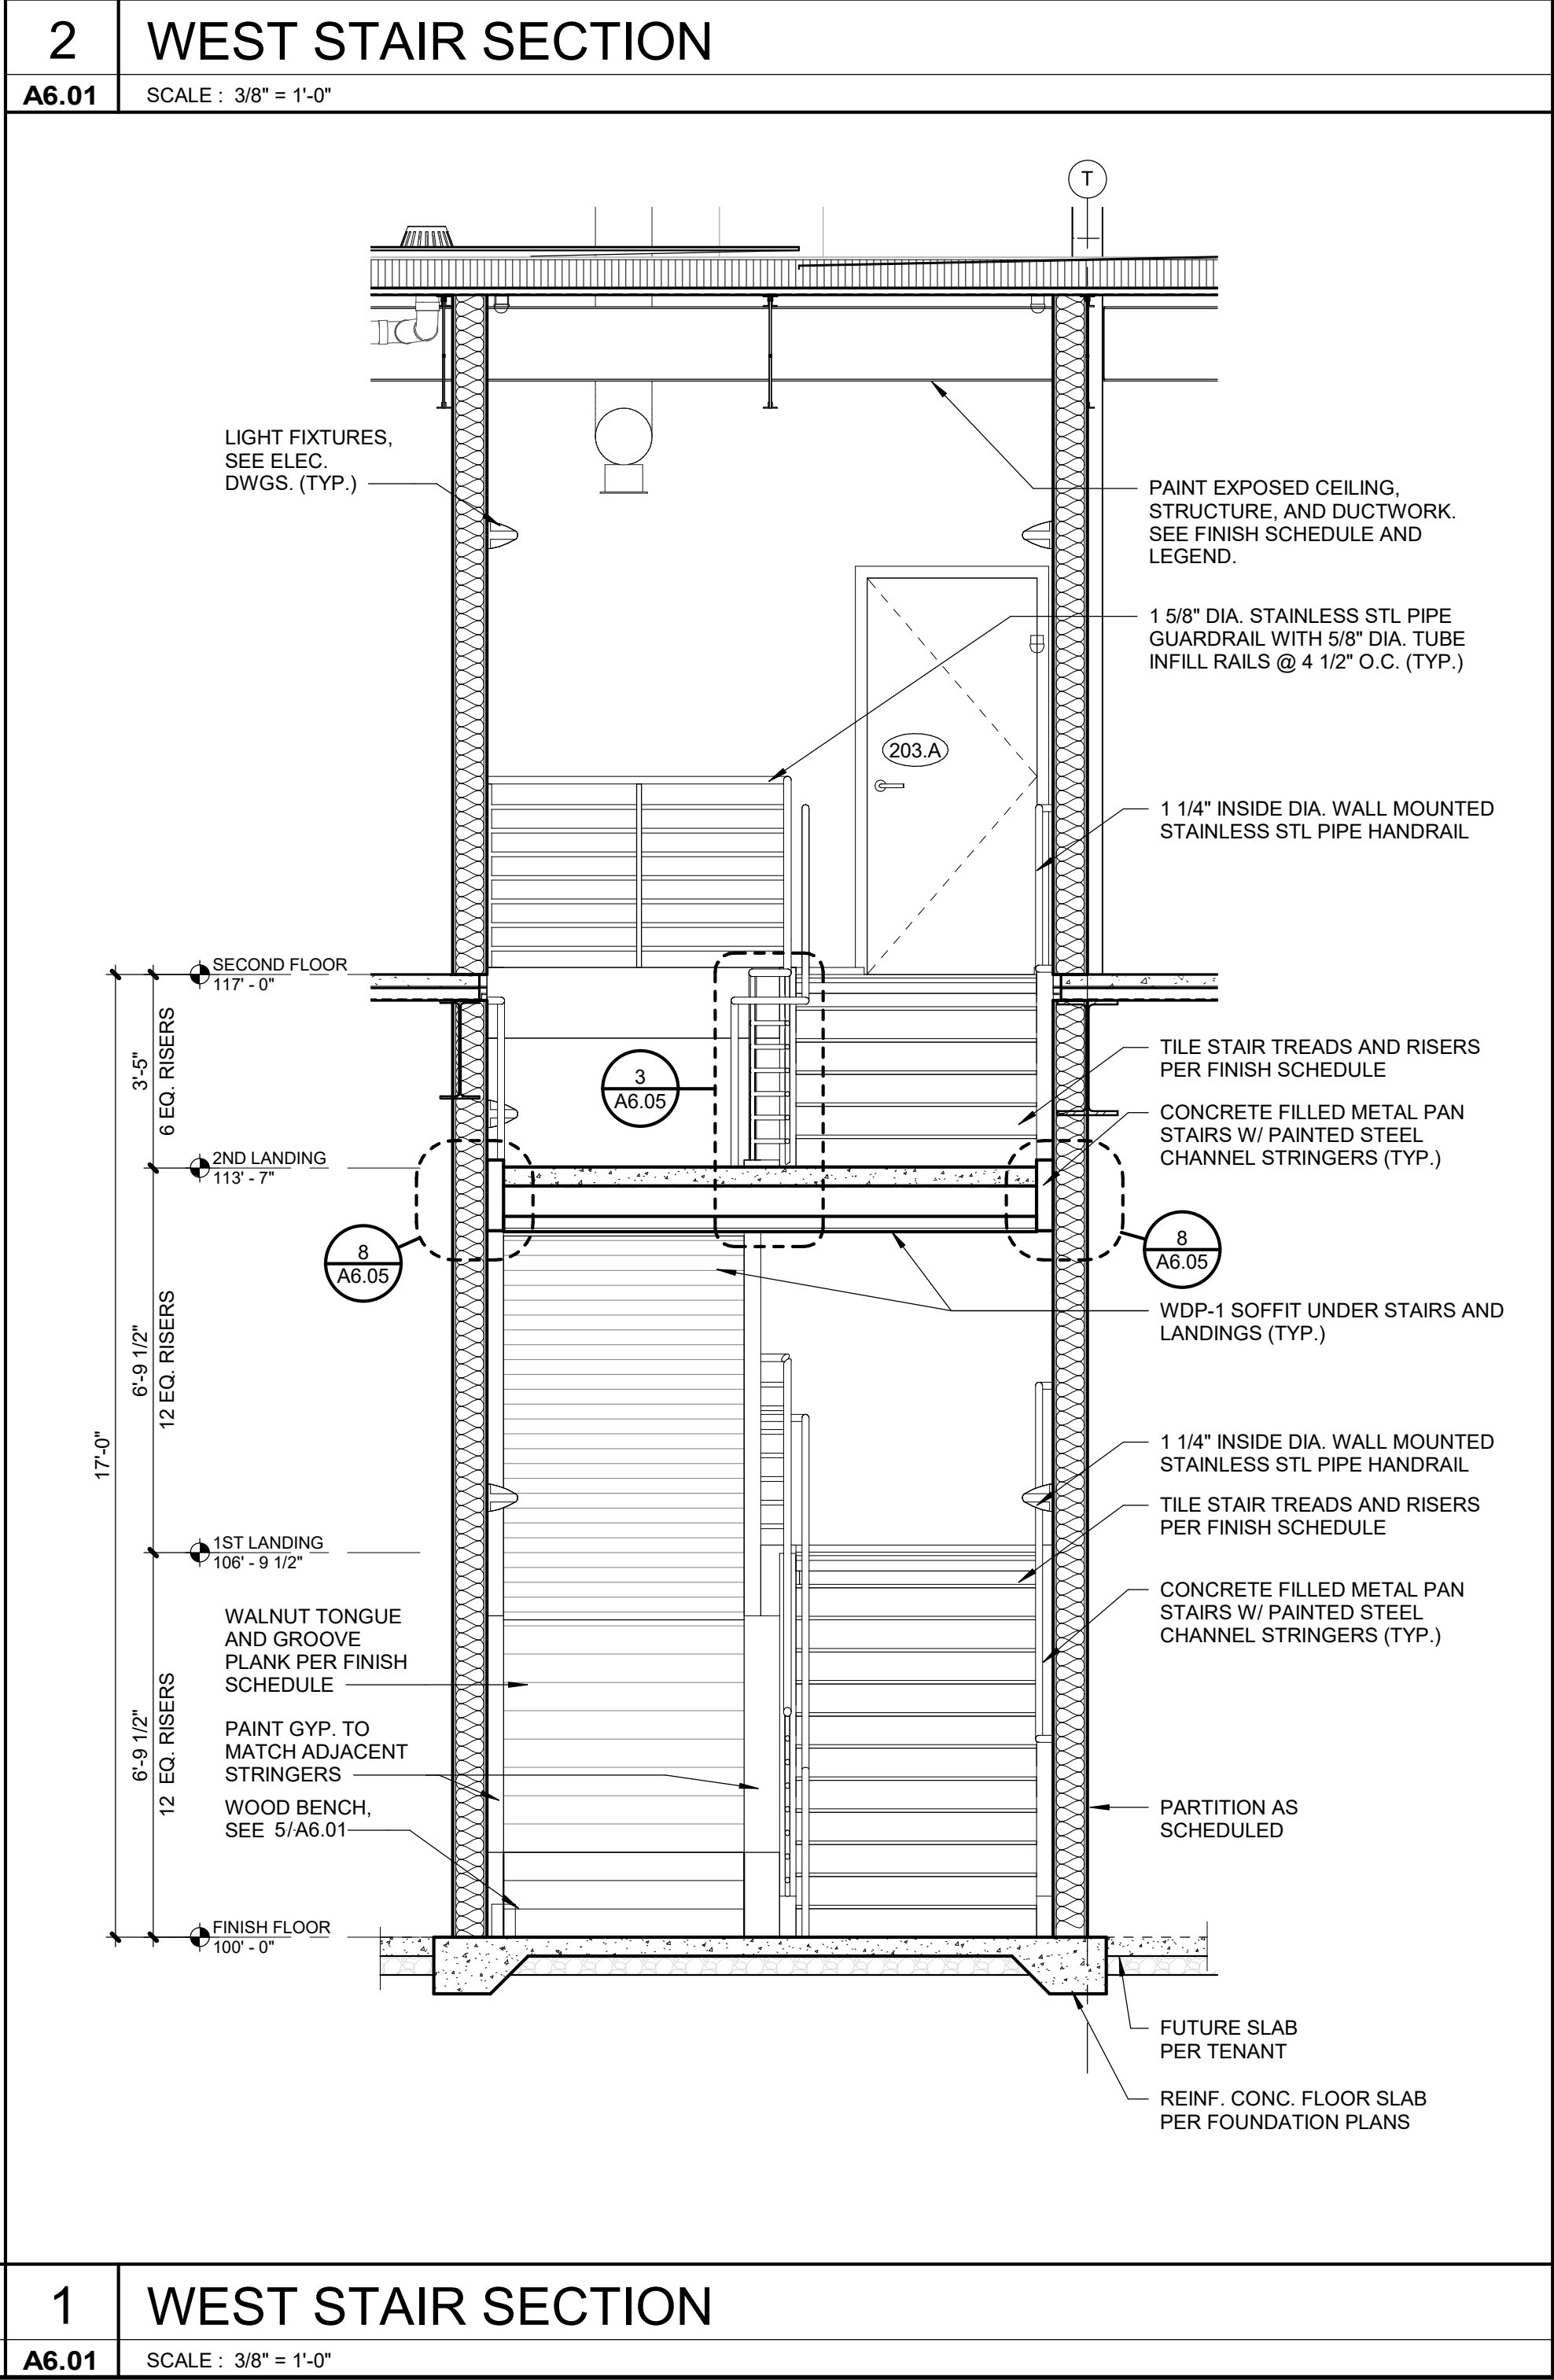 2
WEST STAIR SECTION
A6.01
SCALE : 3/8" = 1'-0"
T
LIGHT FIXTURES,
SEE ELEC.
DWGS. (TYP.)
PAINT EXPOSED CEILING,
STRUCTURE, AND DUCTWORK.
SEE FINISH SCHEDULE AND
LEGEND.
1 5/8" DIA. STAINLESS STL PIPE
GUARDRAIL WITH 5/8" DIA. TUBE
INFILL RAILS @ 4 1/2" O.C. (TYP.)
203.A
1 1/4" INSIDE DIA. WALL MOUNTED
STAINLESS STL PIPE HANDRAIL
SECOND FLOOR
117' - 0"
3'-5"
6 EQ. RISERS
3
A6.05
TILE STAIR TREADS AND RISERS
PER FINISH SCHEDULE
CONCRETE FILLED METAL PAN
STAIRS W/ PAINTED STEEL
CHANNEL STRINGERS (TYP.)
2ND LANDING
113' - 7"
8
A6.05
8
A6.05
WDP-1 SOFFIT UNDER STAIRS AND
LANDINGS (TYP.)
6'-9 1/2"
12 EQ. RISERS
17'-0"
1 1/4" INSIDE DIA. WALL MOUNTED
STAINLESS STL PIPE HANDRAIL
TILE STAIR TREADS AND RISERS
PER FINISH SCHEDULE
1ST LANDING
106' - 9 1/2"
CONCRETE FILLED METAL PAN
STAIRS W/ PAINTED STEEL
CHANNEL STRINGERS (TYP.)
WALNUT TONGUE
AND GROOVE
PLANK PER FINISH
SCHEDULE
6'-9 1/2"
12 EQ. RISERS
PAINT GYP. TO
MATCH ADJACENT
STRINGERS
WOOD BENCH,
SEE 5/A6.01
PARTITION AS
SCHEDULED
FINISH FLOOR
100' - 0"
FUTURE SLAB
PER TENANT
REINF. CONC. FLOOR SLAB
PER FOUNDATION PLANS
1
WEST STAIR SECTION
A6.01
SCALE : 3/8" = 1'-0"